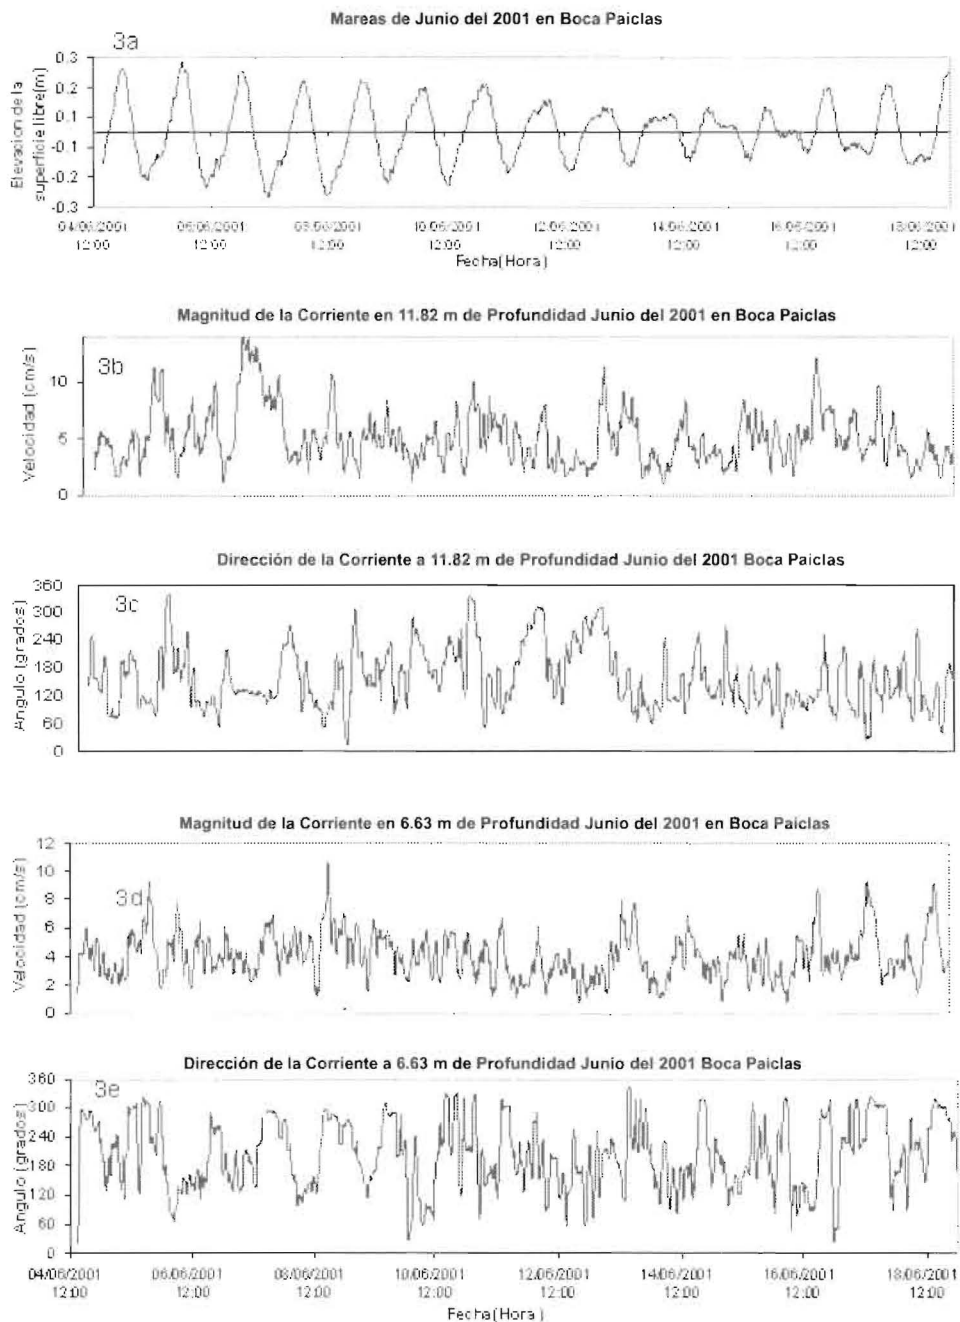 Mareas de Junio del 2001 en Boca Paiclas
3a
Elevacion de la
superficie libre(m)
0.3
0.2
0.1
-0.1
-0.2
-0.3
04/06/2001 06/06/2001 08/06/2001 10/06/2001 12/06/2001 14/06/2001 16/06/2001 18/06/2001
12:00 12:00 12:00 12:00 12:00 12:00 12:00 12:00
Fecha(Hora)
Magnitud de la Corriente en 11.82 m de Profundidad Junio del 2001 en Boca Paiclas
3b
Velocidad (cm/s)
10
5
0
Dirección de la Corriente a 11.82 m de Profundidad Junio del 2001 Boca Paiclas
3c
Angulo (grados)
360
300
240
180
120
60
0
Magnitud de la Corriente en 6.63 m de Profundidad Junio del 2001 en Boca Paiclas
3d
Velocidad (cm/s)
12
10
8
6
4
2
0
Dirección de la Corriente a 6.63 m de Profundidad Junio del 2001 Boca Paiclas
3e
Angulo (grados)
360
300
240
180
120
60
0
04/06/2001 06/06/2001 08/06/2001 10/06/2001 12/06/2001 14/06/2001 16/06/2001 18/06/2001
12:00 12:00 12:00 12:00 12:00 12:00 12:00 12:00
Fecha(Hora)